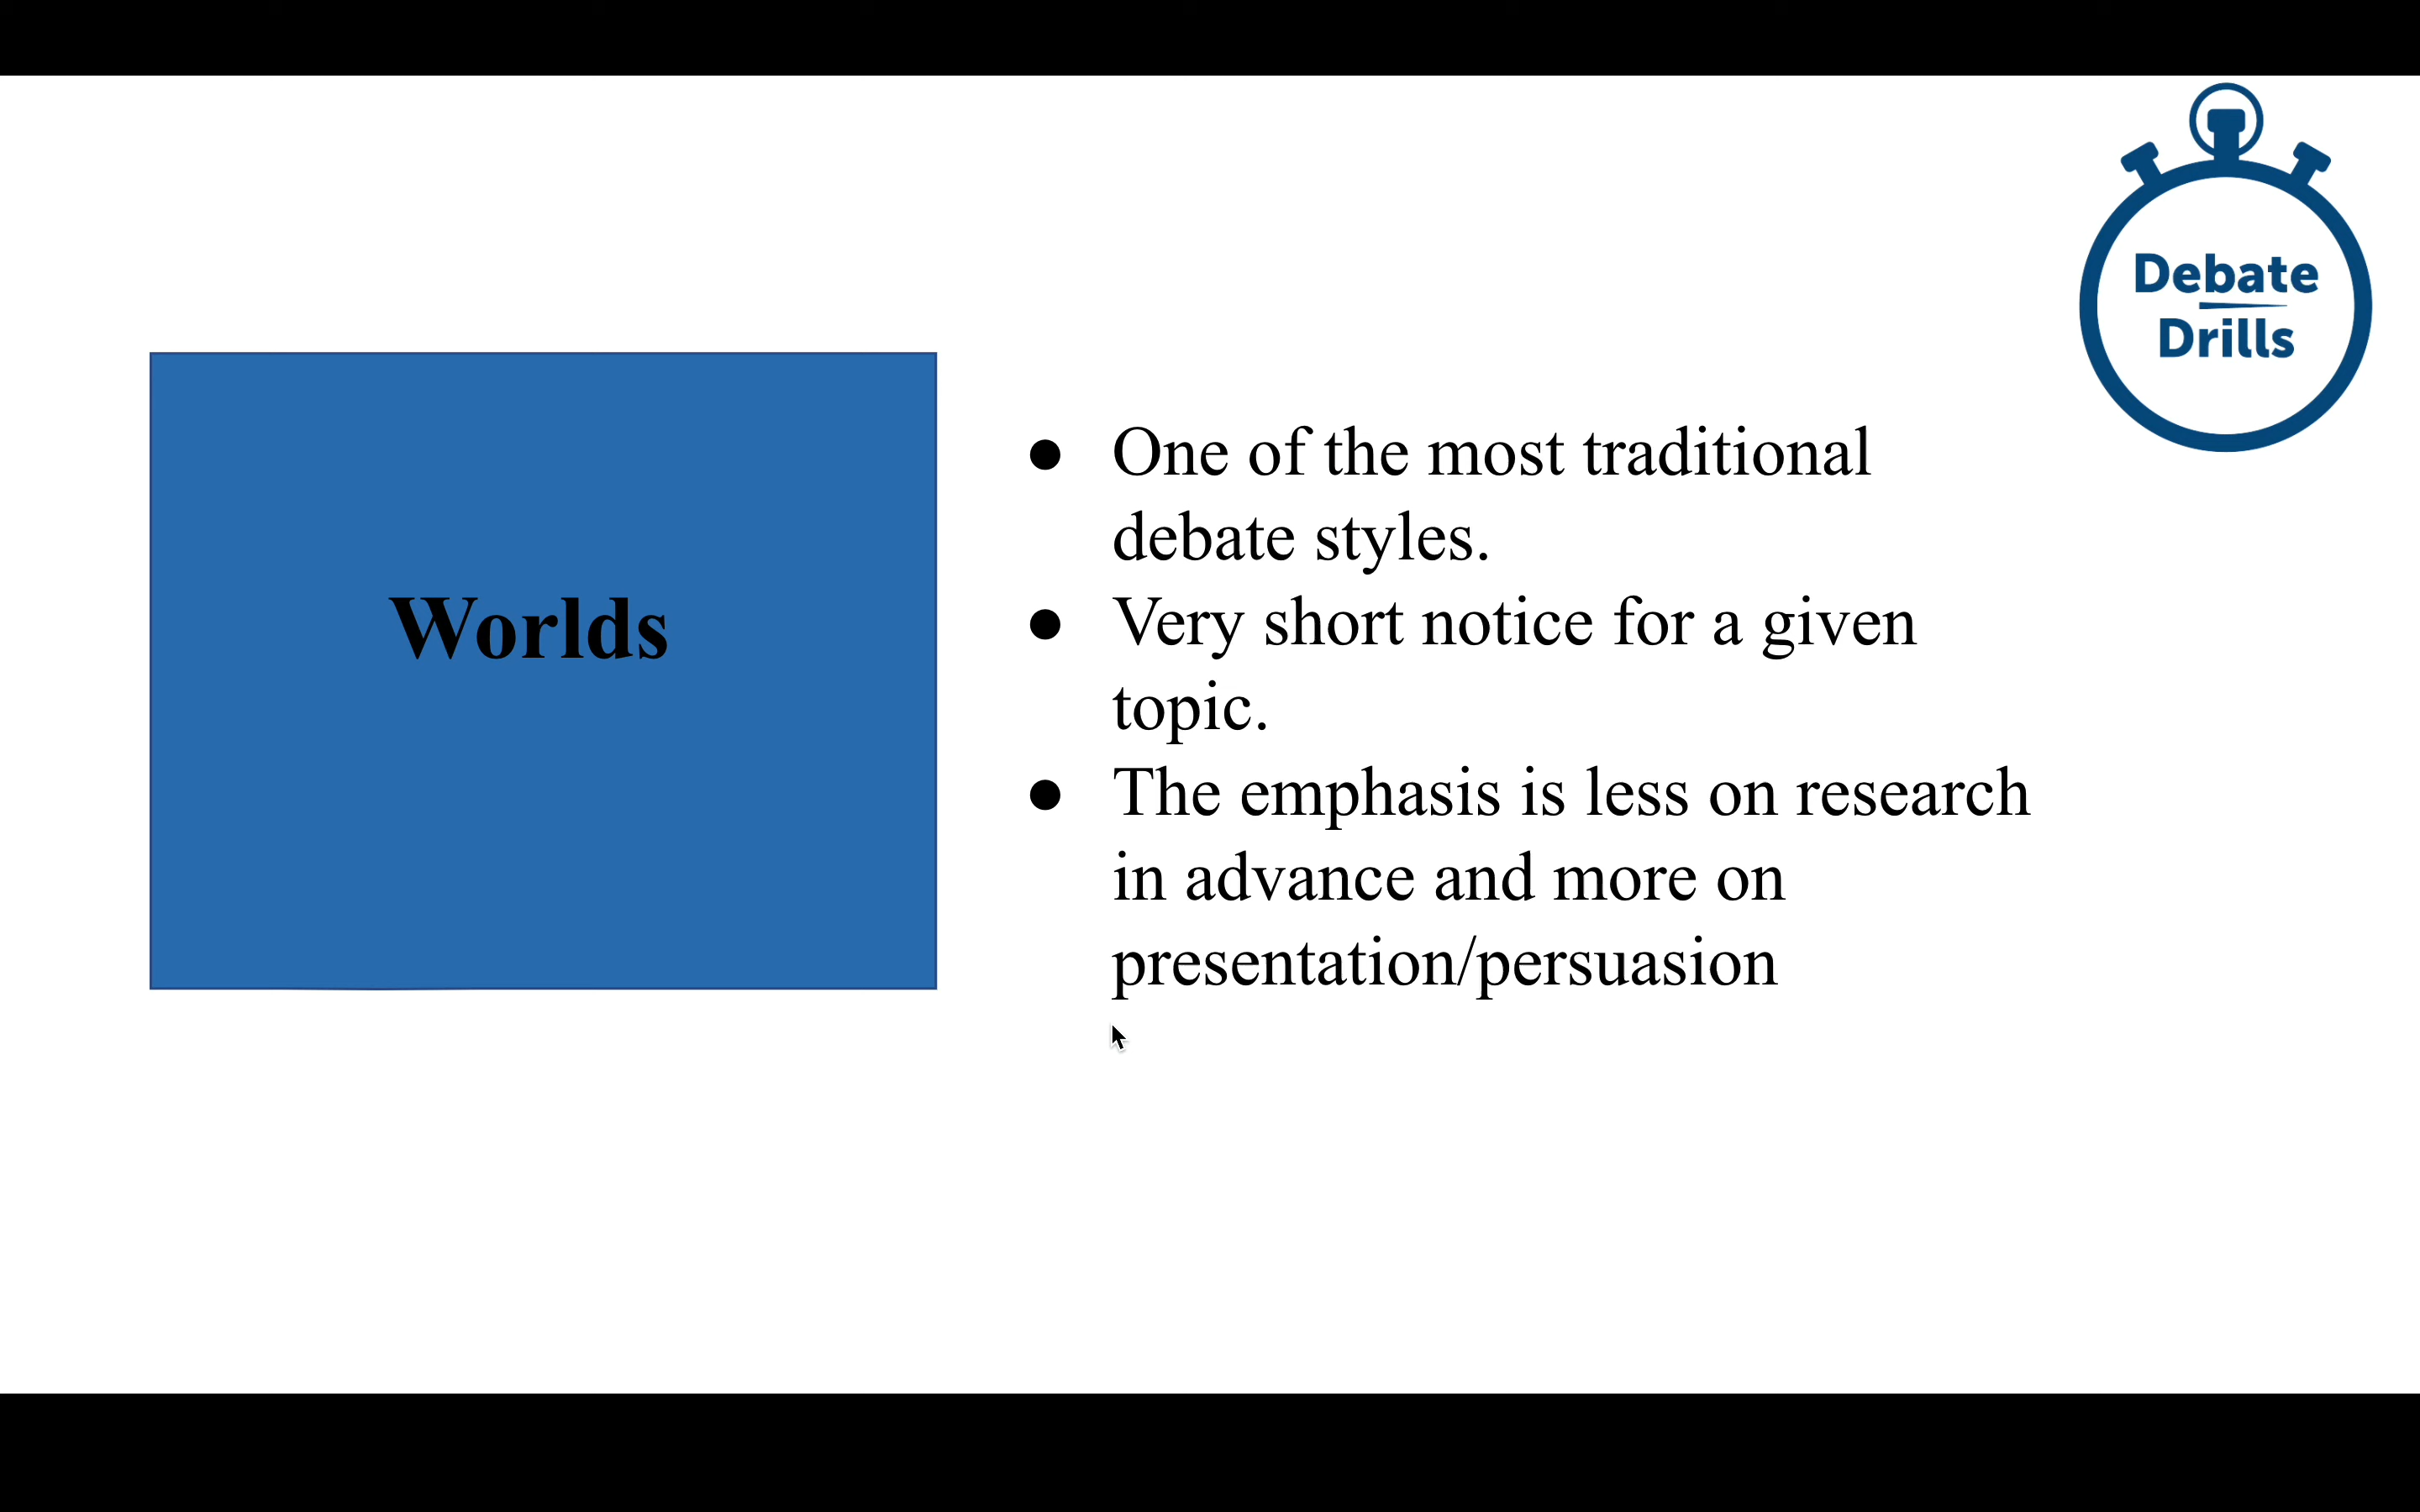 Debate
Drills
Worlds
● One of the most traditional
debate styles.
● Very short notice for a given
topic.
● The emphasis is less on research
in advance and more on
presentation/persuasion